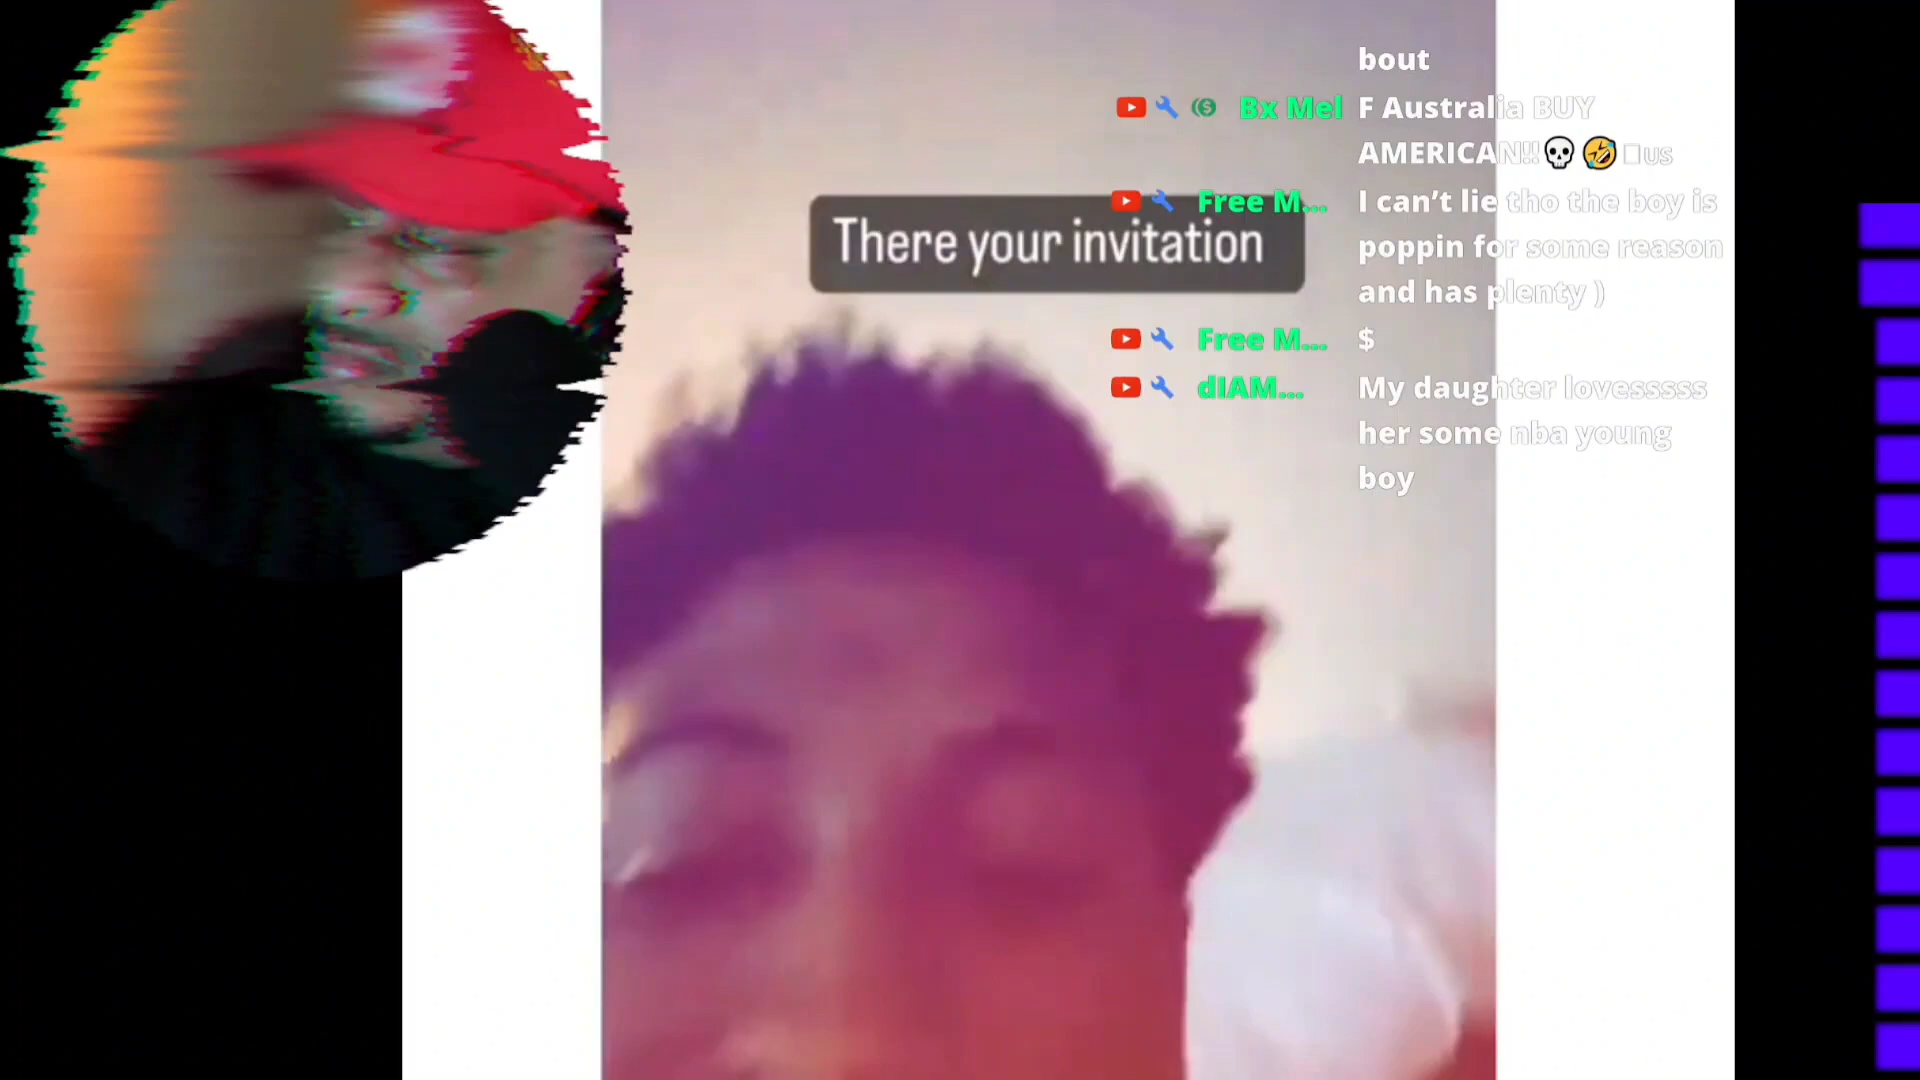 bout
Bx Mel F Australia BUY
AMERICAN!!💀🤣us
There your invitation
Free M... I can’t lie tho the boy is
poppin for some reason
and has plenty )
Free M... $
dIAM... My daughter lovesssss
her some nba young
boy